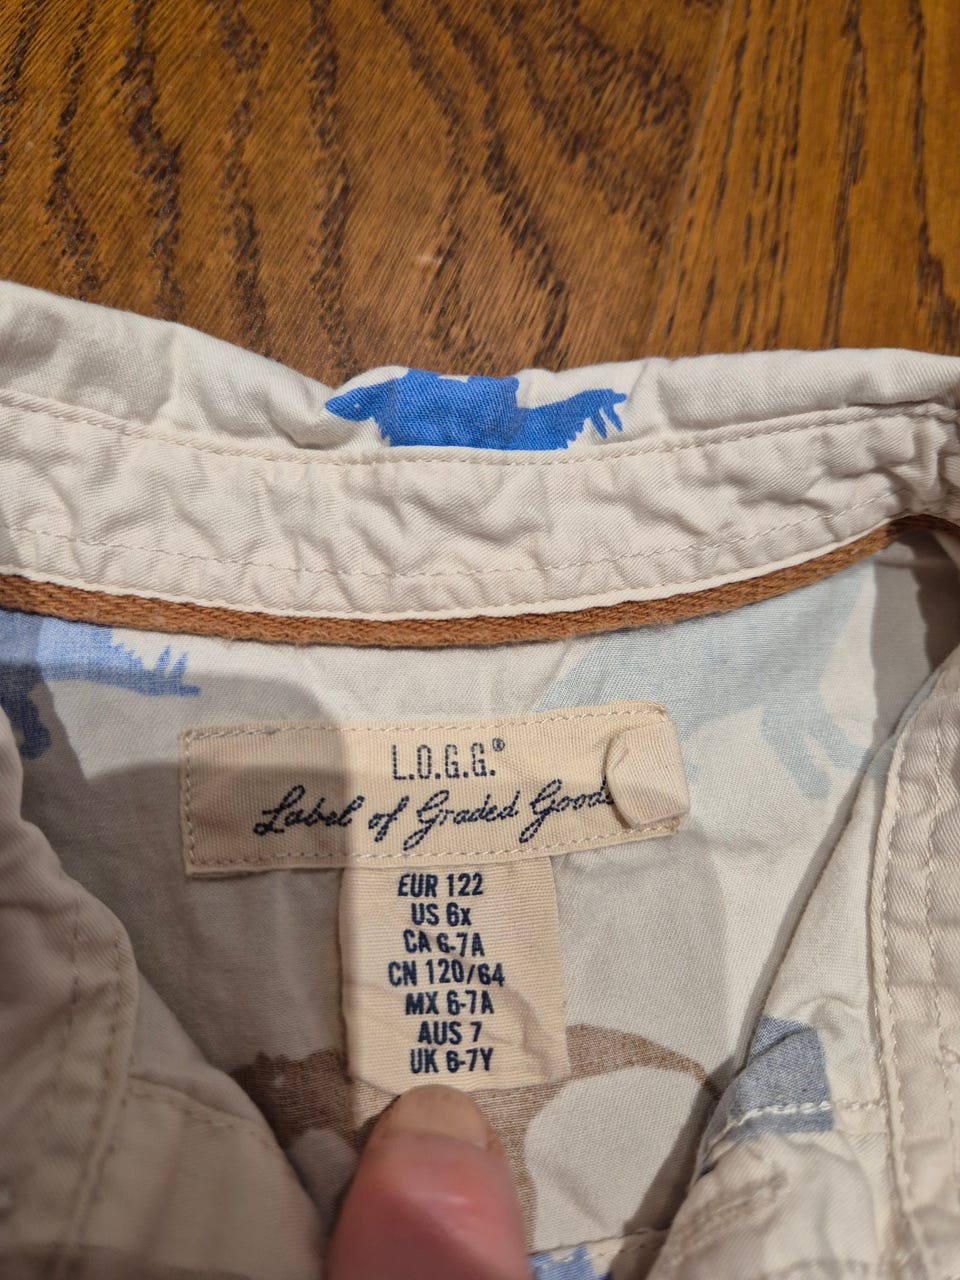 L.O.G.G.®
Label of Graded Goods
EUR 122
US 6x
CA 6-7A
CN 120/64
MX 6-7A
AUS 7
UK 6-7Y